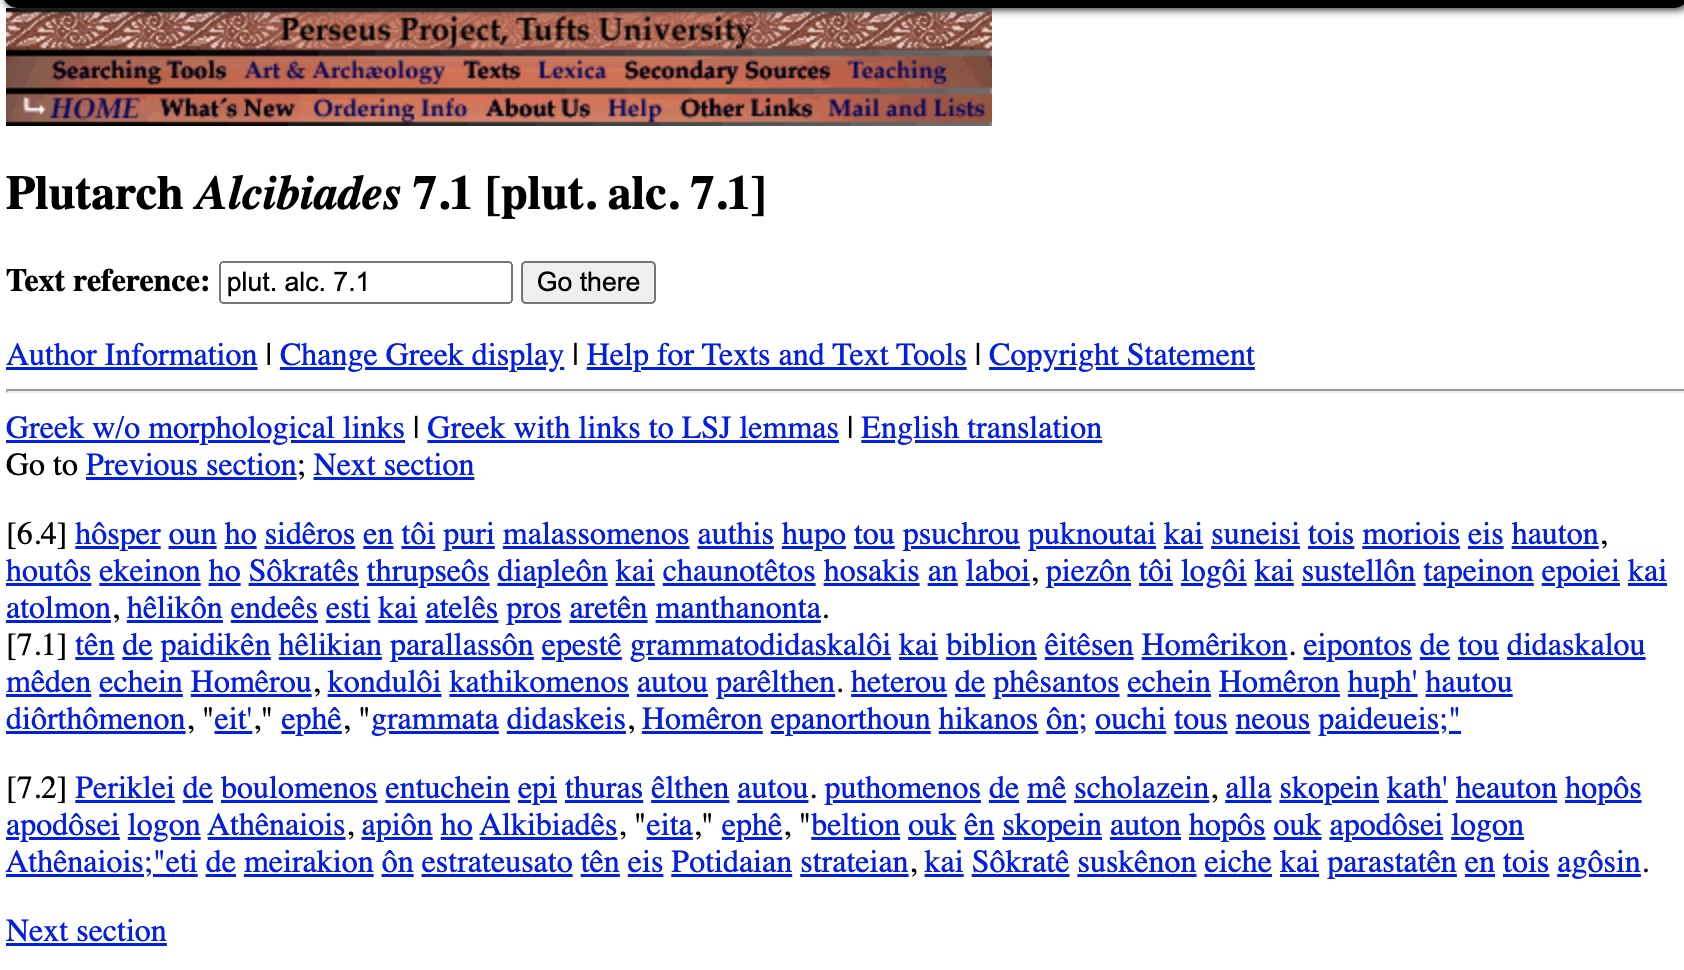 Perseus Project, Tufts University
Searching Tools Art & Archæology Texts Lexica Secondary Sources Teaching
HOME What's New Ordering Info About Us Help Other Links Mail and Lists
Plutarch Alcibiades 7.1 [plut. alc. 7.1]
Text reference: plut. alc. 7.1 Go there
Author Information | Change Greek display | Help for Texts and Text Tools | Copyright Statement
Greek w/o morphological links | Greek with links to LSJ lemmas | English translation
Go to Previous section; Next section
[6.4] hôsper oun ho sidêros en tôi puri malassomenos authis hupo tou psuchrou puknoutai kai suneisi tois moriois eis hauton,
houtôs ekeinon ho Sôkratês thrupseôs diapleôn kai chaunotêtos hosakis an laboi, piezôn tôi logôi kai sustellôn tapeinon epoiei kai
atolmon, hêlikôn endeês esti kai atelês pros aretên manthanonta.
[7.1] tên de paidikên hêlikian parallassôn epestê grammatodidaskalôi kai biblion êitêsen Homêrikon. eipontos de tou didaskalou
mêden echein Homêrou, kondulôi kathikomenos autou parêlthen. heterou de phêsantos echein Homêron huph' hautou
diôrthômenon, "eit'," ephê, "grammata didaskeis, Homêron epanorthoun hikanos ôn; ouchi tous neous paideueis;"
[7.2] Periklei de boulomenos entuchein epi thuras êlthen autou. puthomenos de mê scholazein, alla skopein kath' heauton hopôs
apodôsei logon Athênaiois, apiôn ho Alkibiadês, "eita," ephê, "beltion ouk ên skopein auton hopôs ouk apodôsei logon
Athênaiois;"eti de meirakion ôn estrateusato tên eis Potidaian strateian, kai Sôkratê suskênon eiche kai parastatên en tois agôsin.
Next section